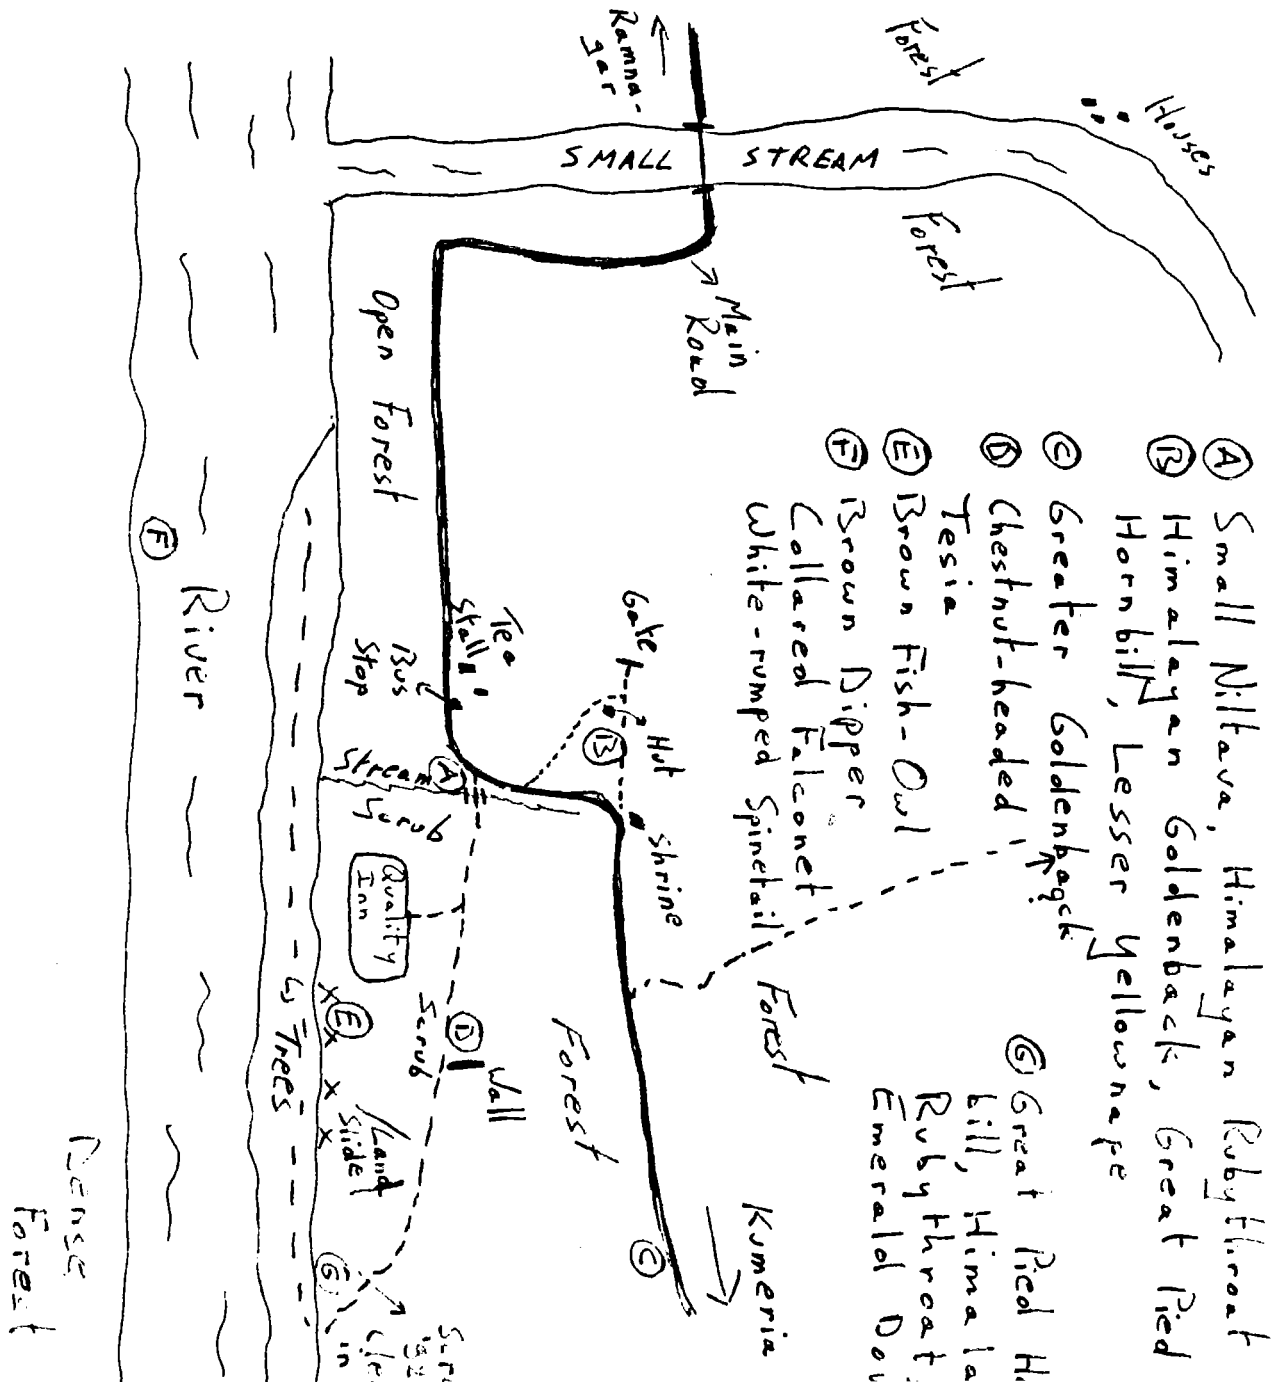 A Small Niltava, Himalayan Rubythroat
B Himalayan Goldenback, Great Pied
Hornbill, Lesser Yellownape
C Greater Goldenback
D Chestnut-headed
Tesia
E Brown Fish-Owl
F Brown Dipper
Collared Falconet
White-rumped Spinetail
G Great Pied H
bill, Himala
Rubythroat
Emerald Dov
Houses
Forest
Forest
SMALL STREAM
Ramna-
gar
Main
Road
Open Forest
Gate
Hut
B
Shrine
Tea
Stall
Bus
Stop
A
Stream
Scrub
Quality
Inn
Forest
Forest
Kumeria
C
D
Wall
Scrub
E
Land
Slide
G
in
Trees
F
River
Dense
Forest